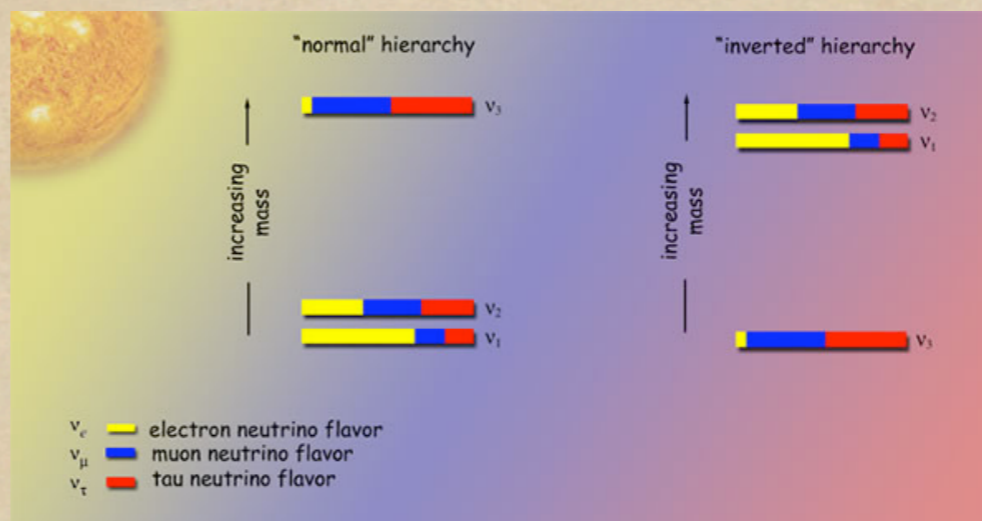 "normal" hierarchy
"inverted" hierarchy
increasing
mass
ν₃
ν₂
ν₁
increasing
mass
ν₂
ν₁
ν₃
νe electron neutrino flavor
νμ muon neutrino flavor
ντ tau neutrino flavor